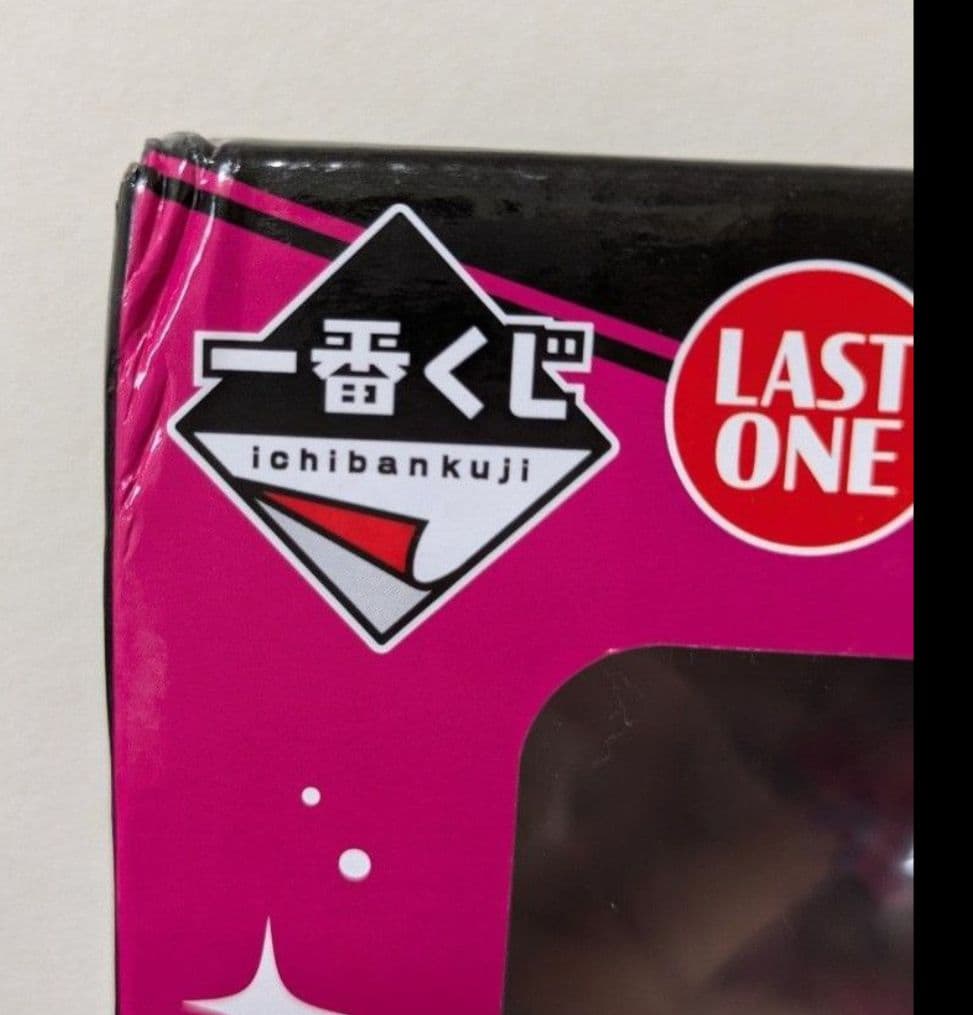 一番くじ
ichibankuji
LAST
ONE